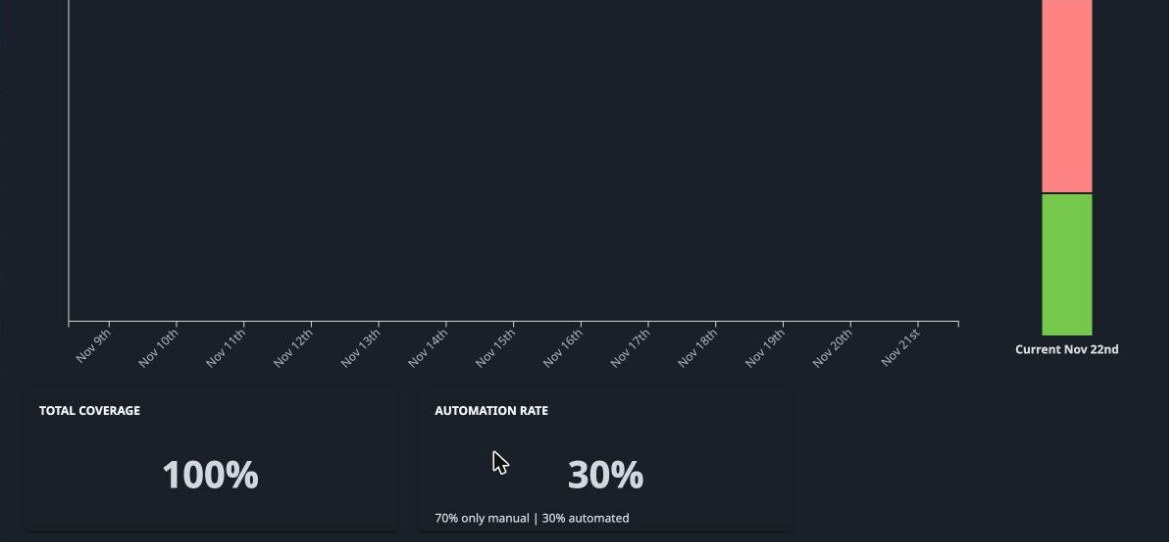 Nov 9th
Nov 10th
Nov 11th
Nov 12th
Nov 13th
Nov 14th
Nov 15th
Nov 16th
Nov 17th
Nov 18th
Nov 19th
Nov 20th
Nov 21st
Current Nov 22nd
TOTAL COVERAGE
100%
AUTOMATION RATE
30%
70% only manual | 30% automated